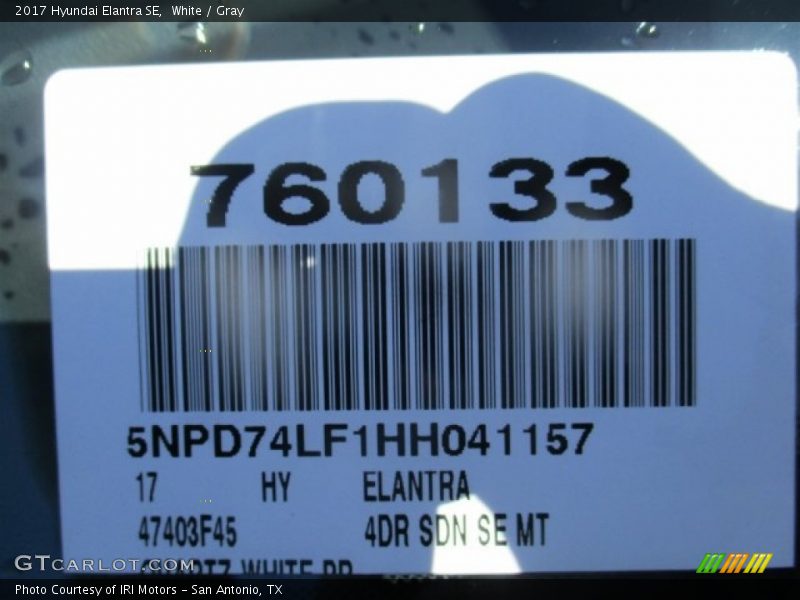 2017 Hyundai Elantra SE,  White / Gray
760133
5NPD74LF1HH041157
17 HY ELANTRA
47403F45 4DR SDN SE MT
WHITE
GTCARLOT.COM
Photo Courtesy of IRI Motors - San Antonio, TX